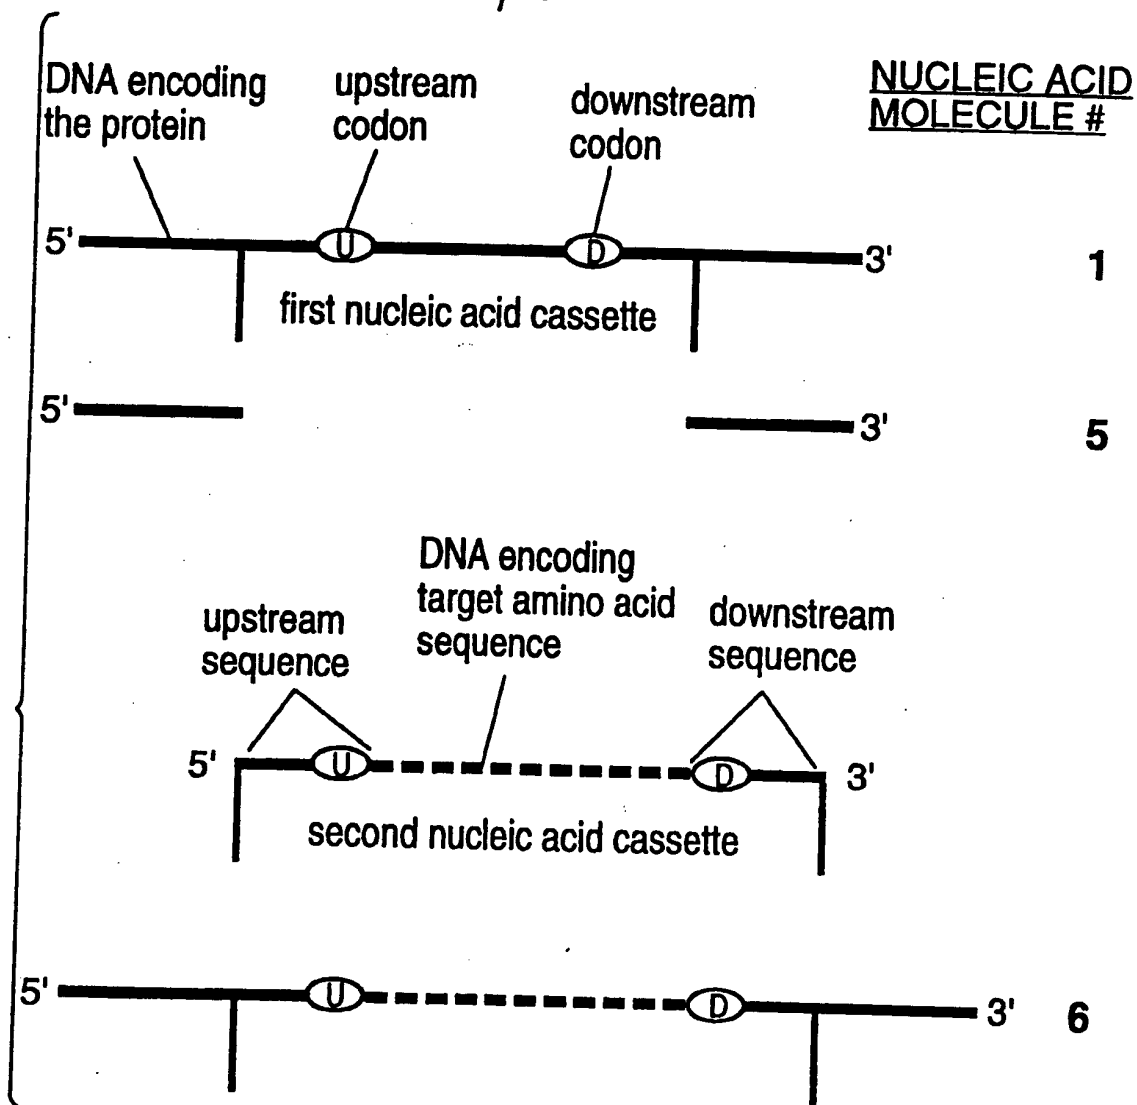 DNA encoding
the protein
upstream
codon
downstream
codon
NUCLEIC ACID
MOLECULE #
5' U D 3' 1
first nucleic acid cassette
5' 3' 5
DNA encoding
target amino acid
sequence
upstream
sequence
downstream
sequence
5' U D 3'
second nucleic acid cassette
5' U D 3' 6